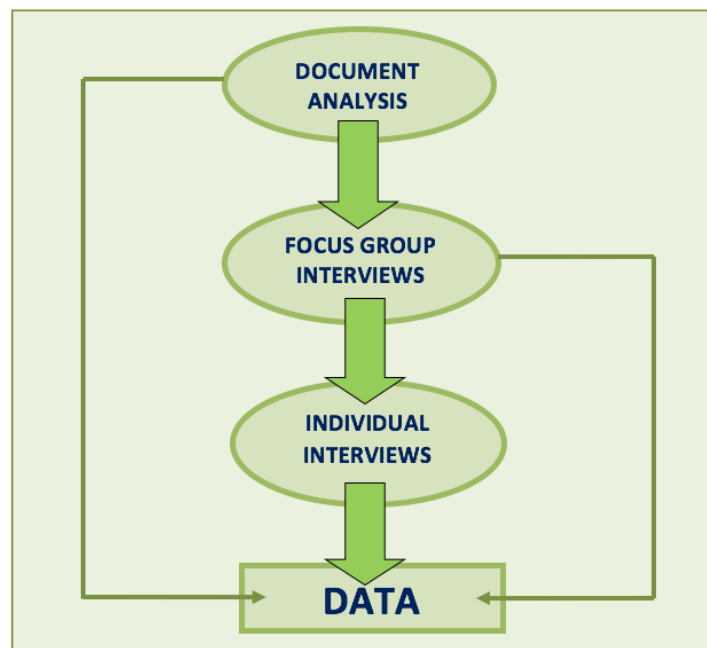 DOCUMENT
ANALYSIS
FOCUS GROUP
INTERVIEWS
INDIVIDUAL
INTERVIEWS
DATA